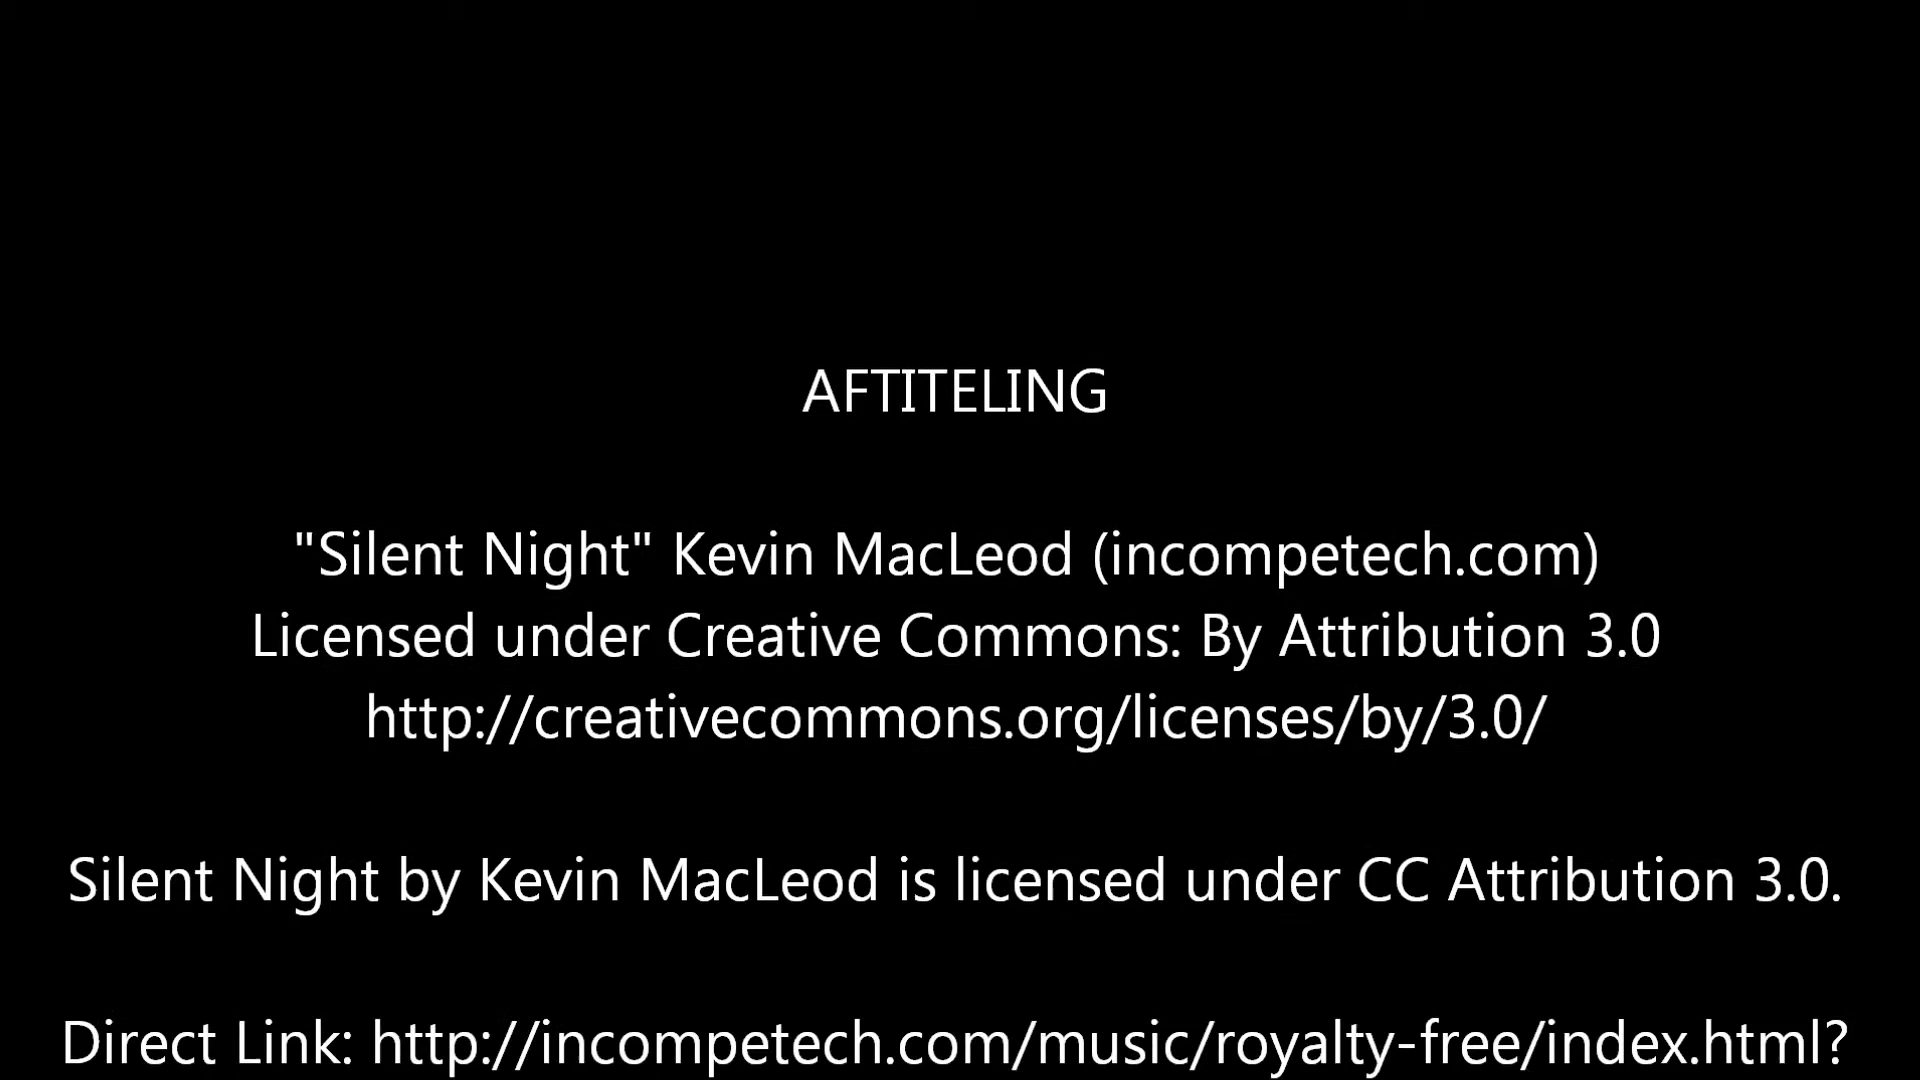 AFTITELING
"Silent Night" Kevin MacLeod (incompetech.com)
Licensed under Creative Commons: By Attribution 3.0
http://creativecommons.org/licenses/by/3.0/
Silent Night by Kevin MacLeod is licensed under CC Attribution 3.0.
Direct Link: http://incompetech.com/music/royalty-free/index.html?